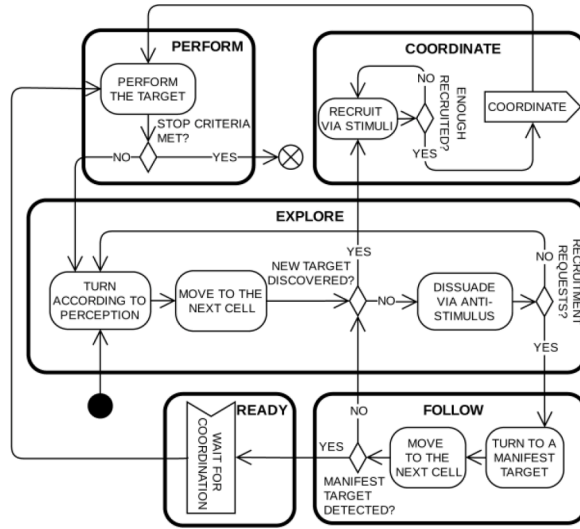 PERFORM
PERFORM
THE TARGET
STOP CRITERIA
MET?
NO
YES
COORDINATE
RECRUIT
VIA STIMULI
NO
ENOUGH
RECRUITED?
YES
COORDINATE
EXPLORE
TURN
ACCORDING TO
PERCEPTION
MOVE TO THE
NEXT CELL
NEW TARGET
DISCOVERED?
YES
NO
DISSUADE
VIA ANTI-
STIMULUS
NO
RECRUITMENT
REQUESTS?
YES
READY
WAIT FOR
COORDINATION
FOLLOW
NO
YES
MANIFEST
TARGET
DETECTED?
MOVE
TO THE
NEXT CELL
TURN TO A
MANIFEST
TARGET